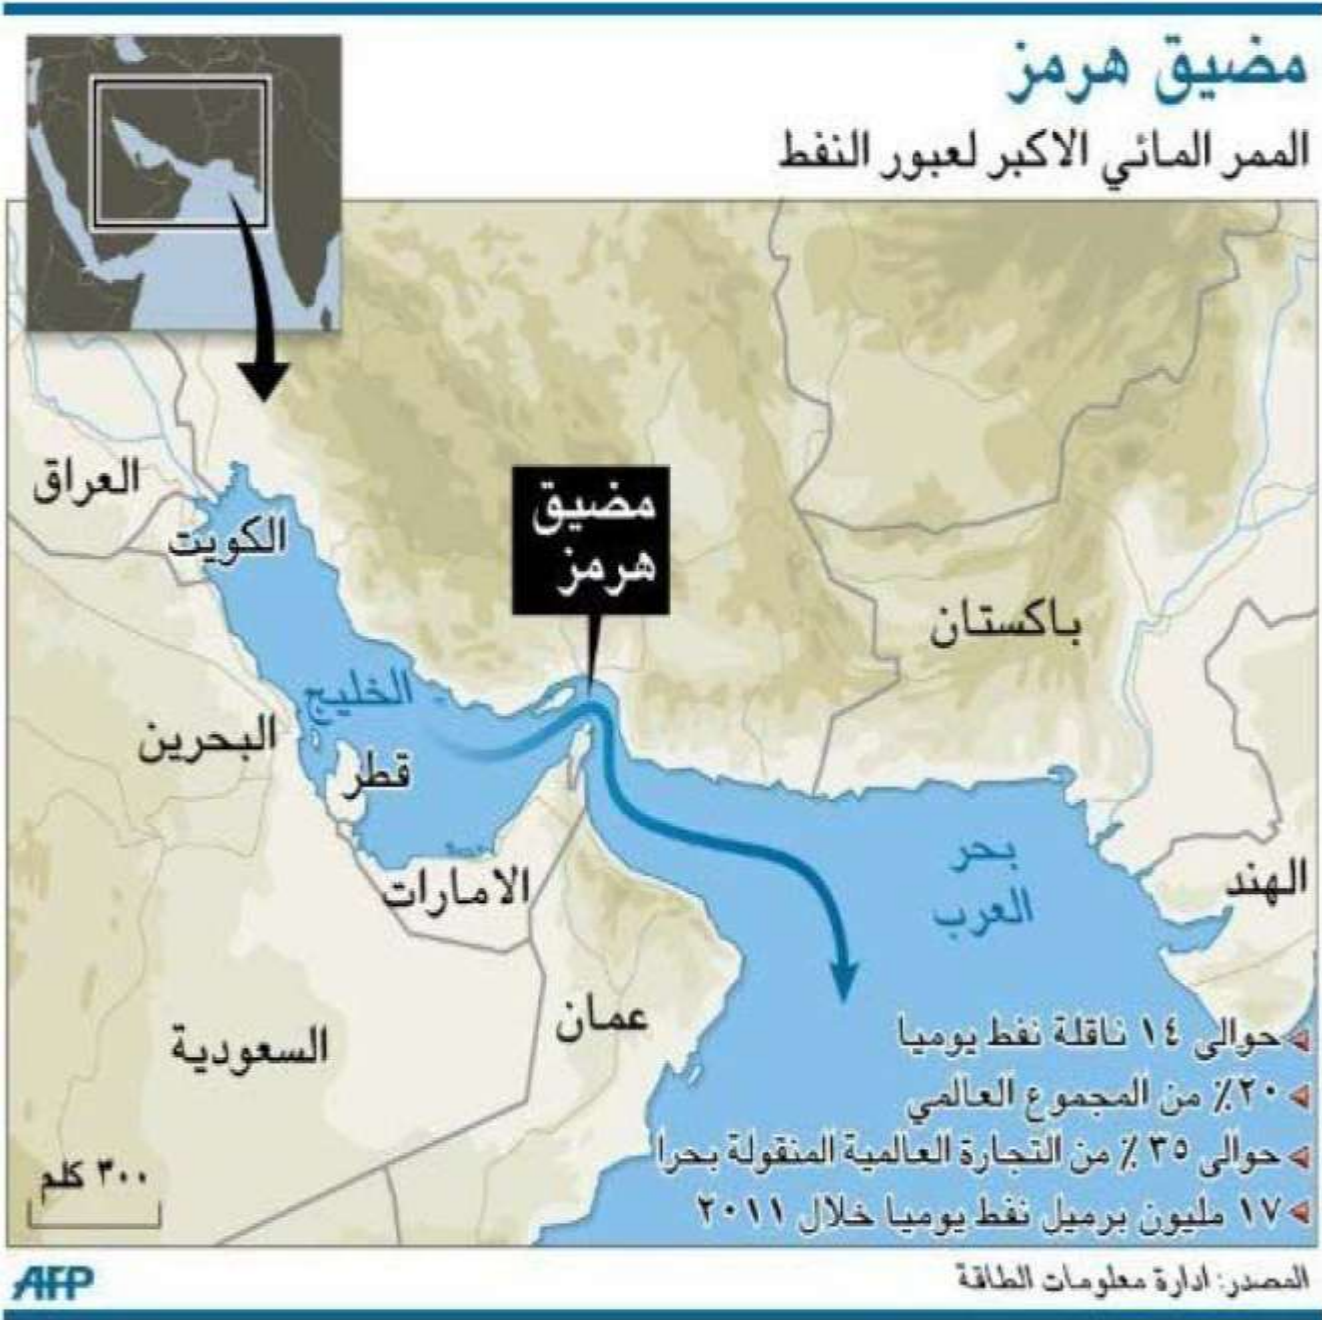 مضيق هرمز
الممر المائي الاكبر لعبور النفط
العراق
الكويت
مضيق
هرمز
باكستان
الخليج
البحرين
قطر
بحر
العرب
الهند
الامارات
عمان
السعودية
حوالى ١٤ ناقلة نفط يوميا
٢٠٪ من المجموع العالمي
حوالى ٣٥ ٪ من التجارة العالمية المنقولة بحرا
١٧ مليون برميل نفط يوميا خلال ٢٠١١
٣٠٠ كلم
المصدر: ادارة معلومات الطاقة
AFP